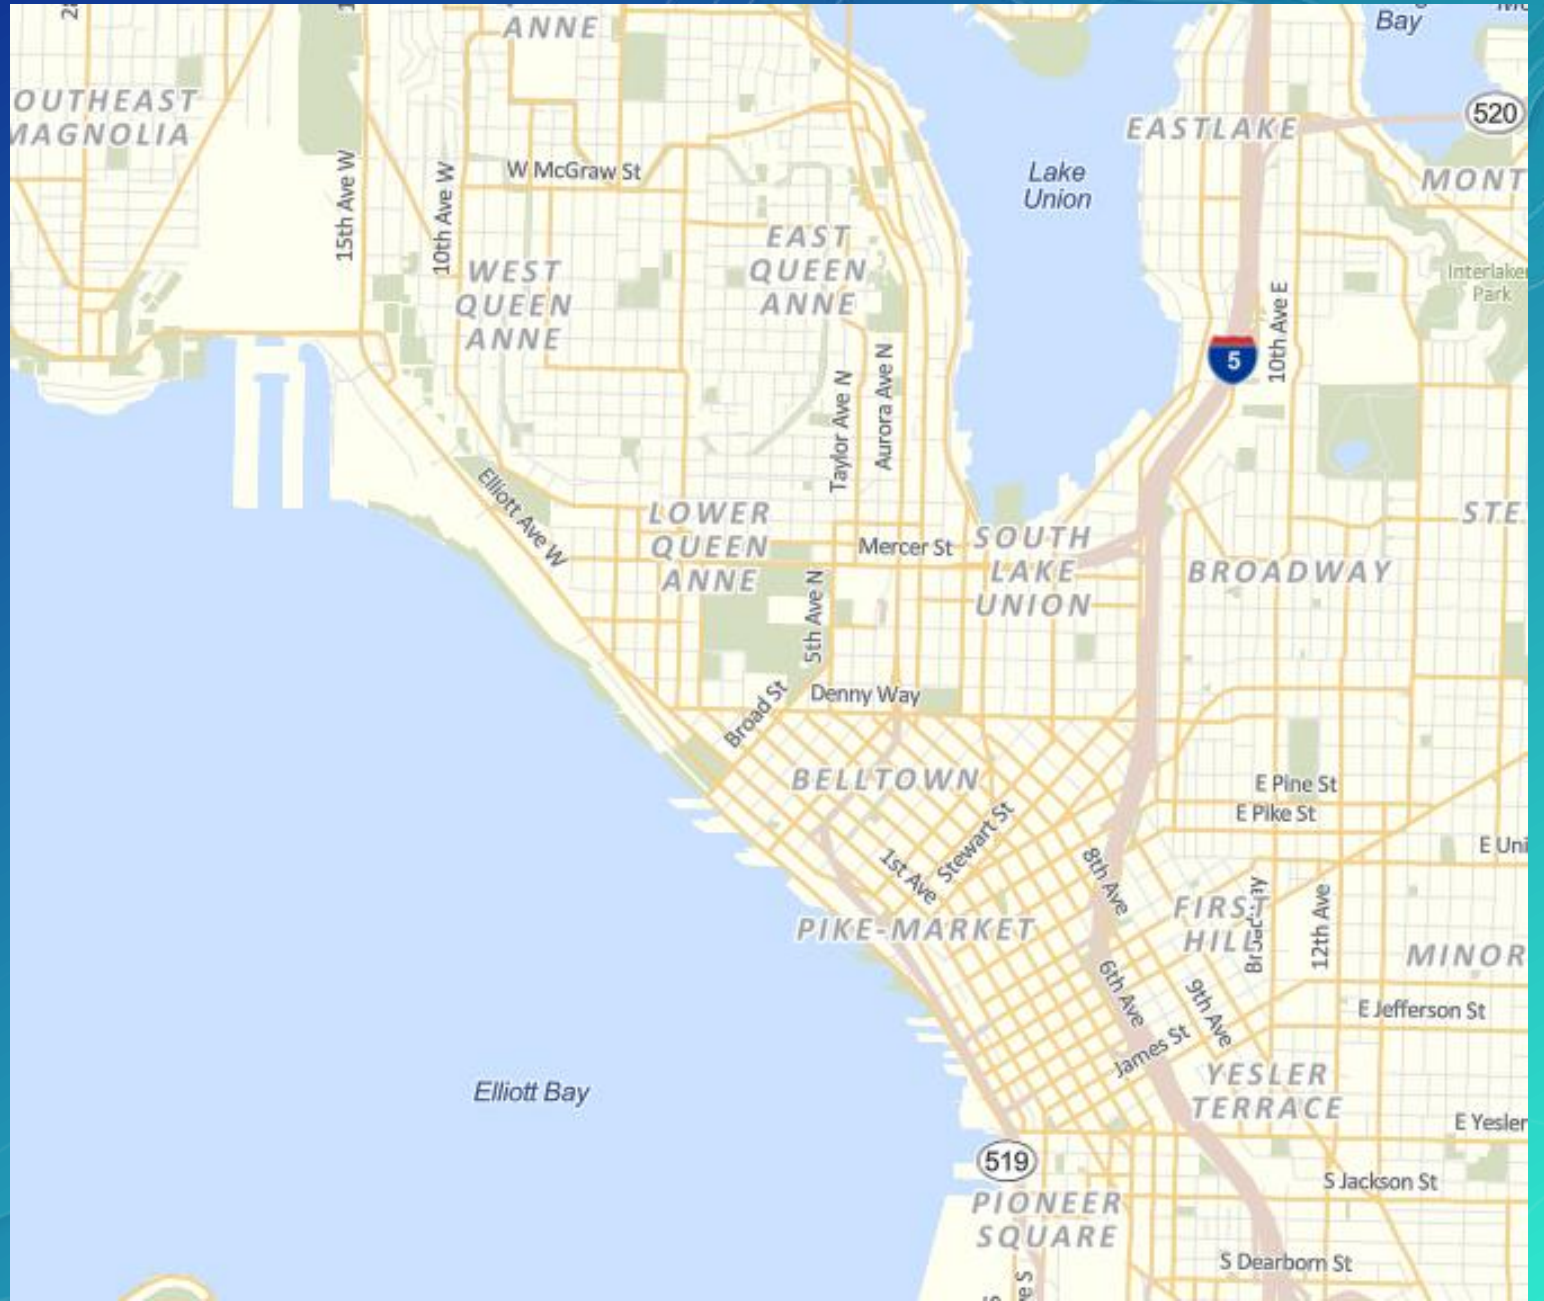 ANNE
Bay
OUTHEAST
MAGNOLIA
520
EASTLAKE
15th Ave W
10th Ave W
W McGraw St
Lake
Union
MONT
EAST
QUEEN
ANNE
WEST
QUEEN
ANNE
Interlake
Park
10th Ave E
5
Taylor Ave N
Aurora Ave N
Elliott Ave W
LOWER
QUEEN
ANNE
Mercer St
SOUTH
LAKE
UNION
STE
BROADWAY
5th Ave N
Denny Way
Broad St
BELLTOWN
E Pine St
E Pike St
Stewart St
1st Ave
8th Ave
E Uni
FIRST
HILL
Broadway
12th Ave
PIKE-MARKET
MINOR
6th Ave
9th Ave
E Jefferson St
James St
YESLER
TERRACE
Elliott Bay
E Yesler
519
S Jackson St
PIONEER
SQUARE
S Dearborn St